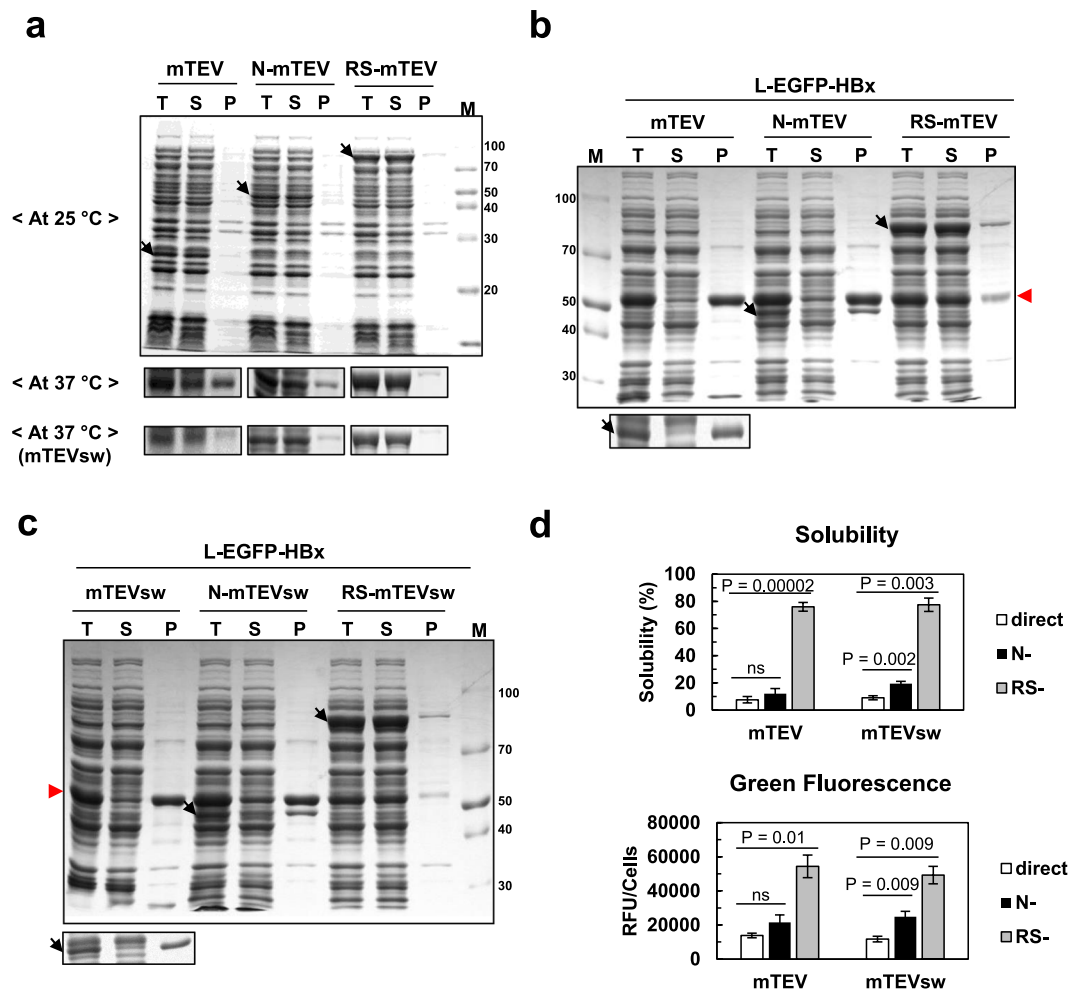 a
mTEV N-mTEV RS-mTEV
T S P T S P T S P M
< At 25 °C >
100
70
50
40
30
20
< At 37 °C >
< At 37 °C >
(mTEVsw)
b
L-EGFP-HBx
mTEV N-mTEV RS-mTEV
M T S P T S P T S P
100
70
50
40
30
c
L-EGFP-HBx
mTEVsw N-mTEVsw RS-mTEVsw
T S P T S P T S P M
100
70
50
40
30
d
Solubility
Solubility (%)
100
80
60
40
20
0
P = 0.00002 P = 0.003
ns P = 0.002
mTEV mTEVsw
direct
N-
RS-
Green Fluorescence
RFU/Cells
80000
60000
40000
20000
0
P = 0.01 P = 0.009
ns P = 0.009
mTEV mTEVsw
direct
N-
RS-